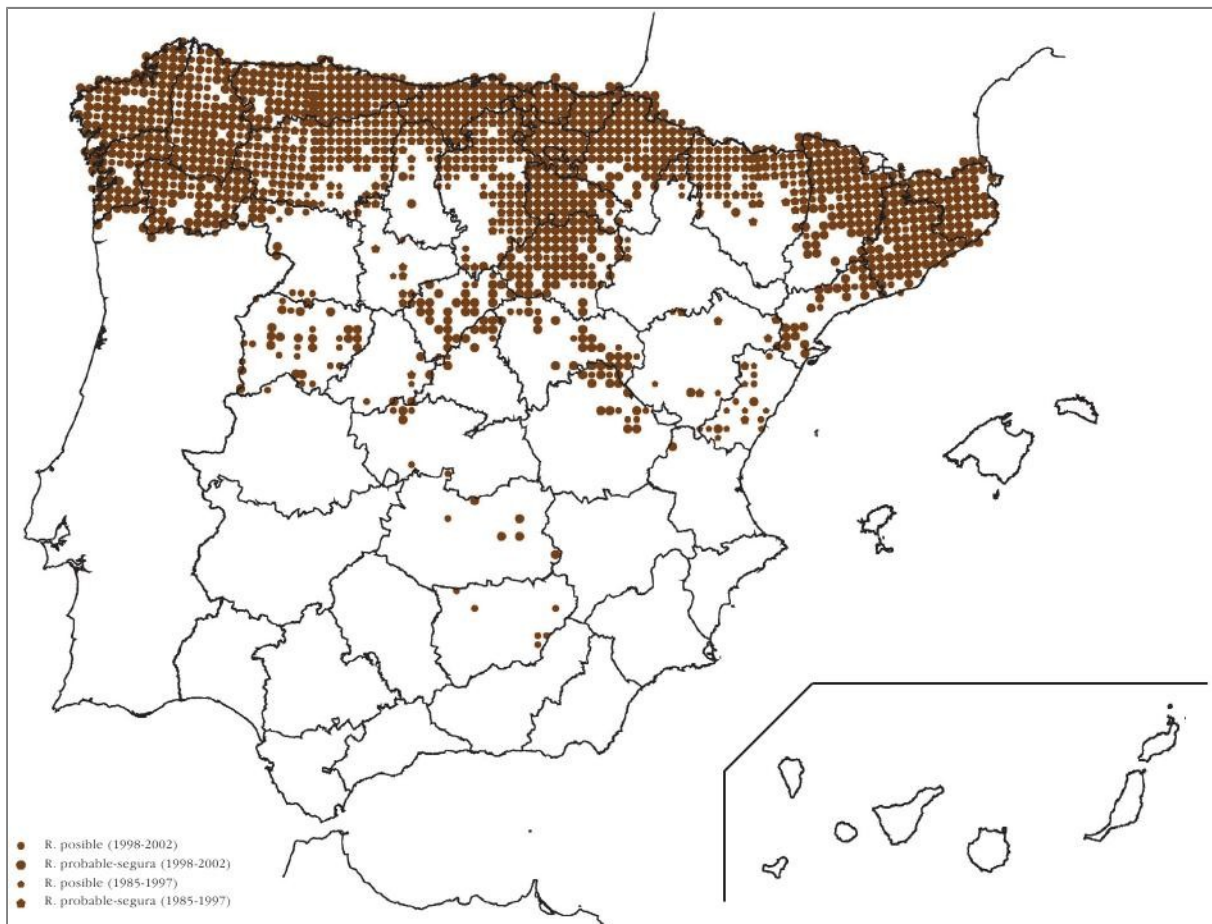 R. posible (1998-2002)
R. probable-segura (1998-2002)
R. posible (1985-1997)
R. probable-segura (1985-1997)